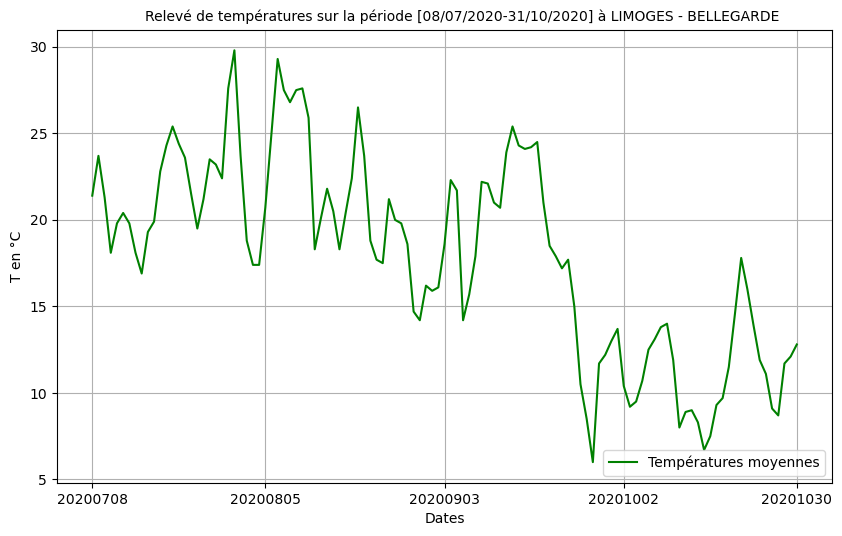 Relevé de températures sur la période [08/07/2020-31/10/2020] à LIMOGES - BELLEGARDE
30
25
20
15
10
5
T en °C
Températures moyennes
20200708 20200805 20200903 20201002 20201030
Dates